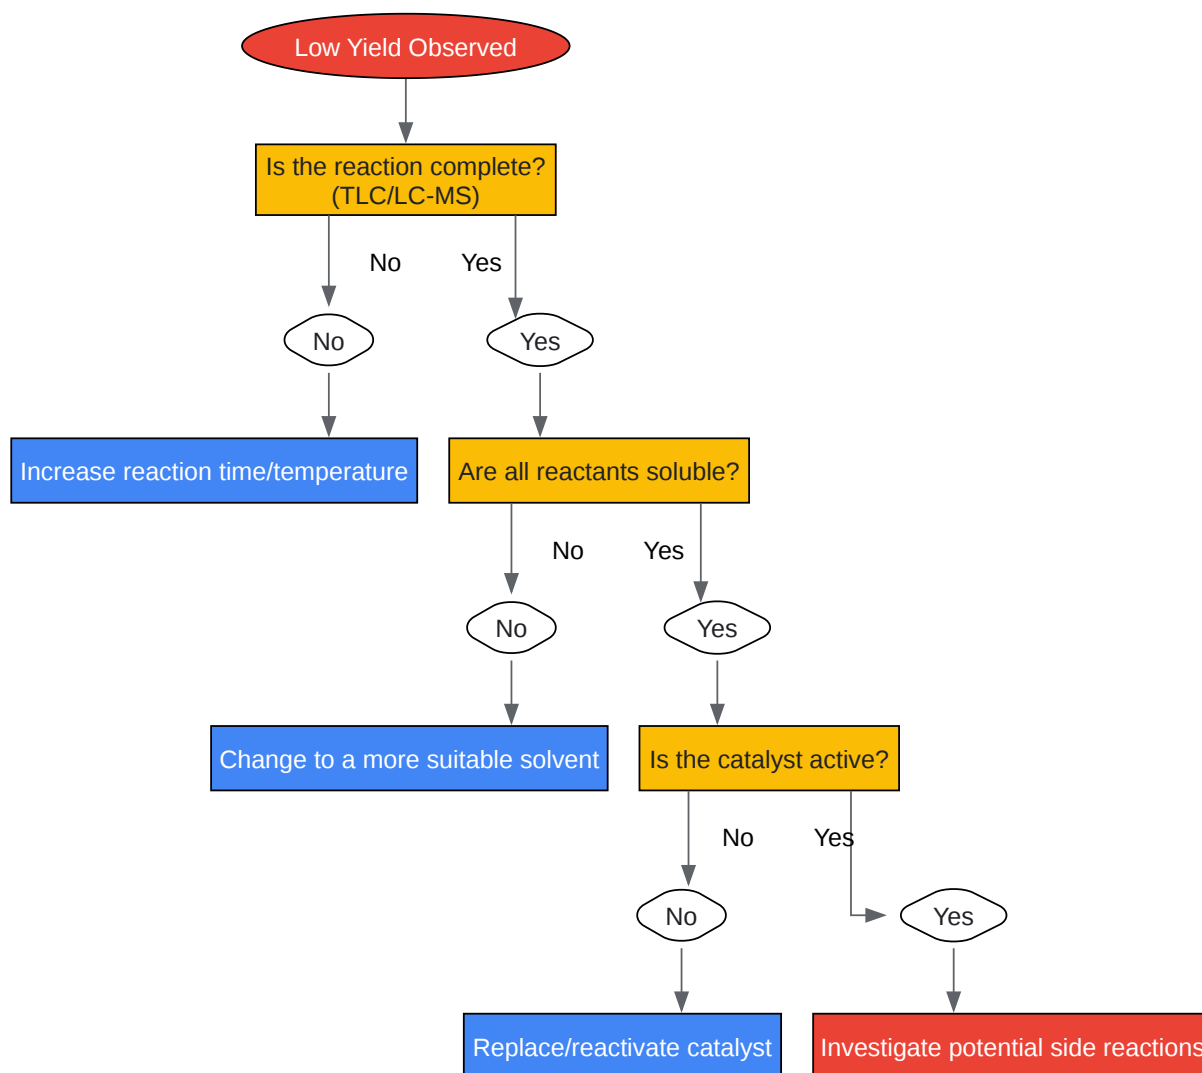 Low Yield Observed
Is the reaction complete?
(TLC/LC-MS)
No
Yes
No
Yes
Increase reaction time/temperature
Are all reactants soluble?
No
Yes
No
Yes
Change to a more suitable solvent
Is the catalyst active?
No
Yes
No
Yes
Replace/reactivate catalyst
Investigate potential side reactions